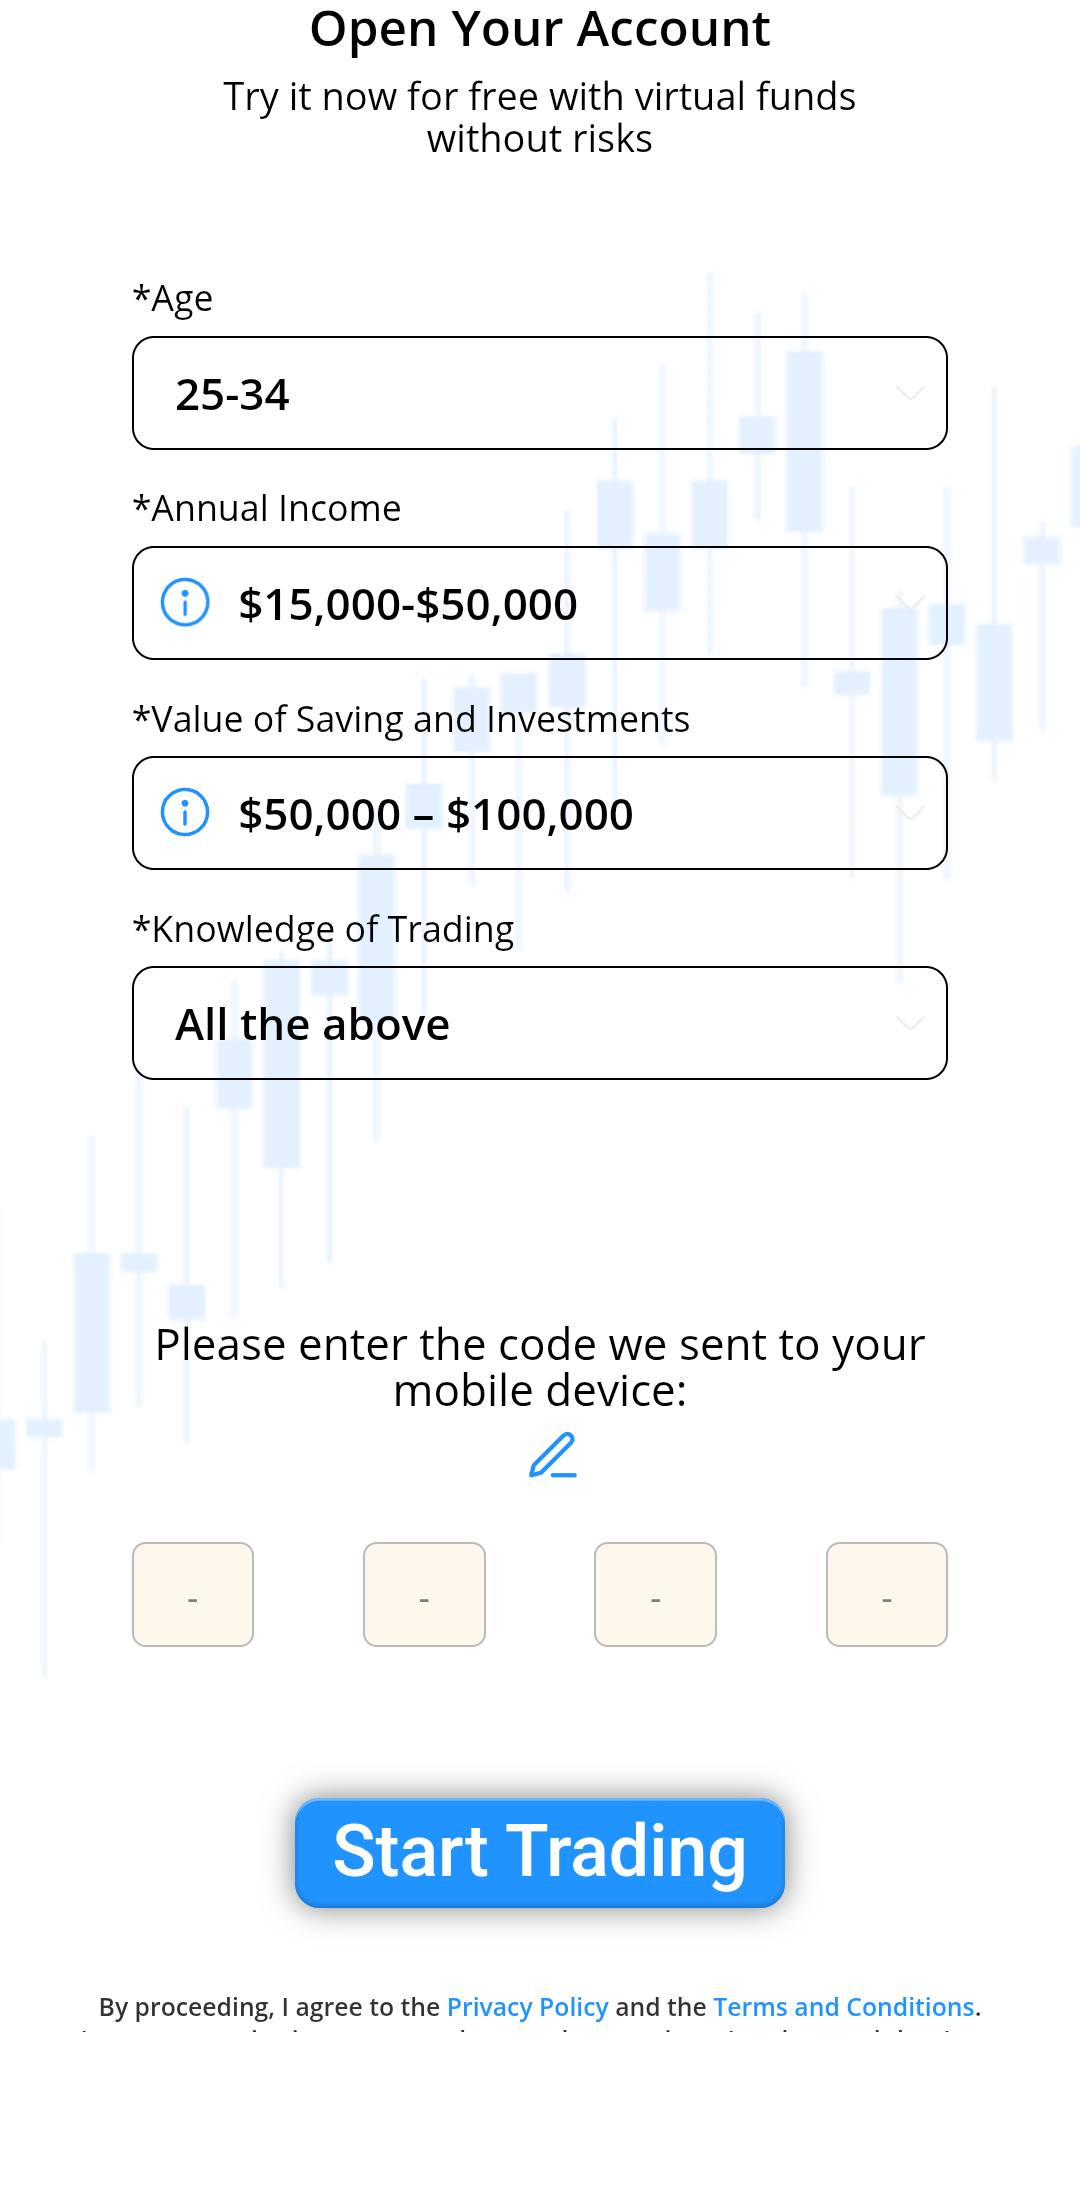 Open Your Account
Try it now for free with virtual funds
without risks
*Age
25-34
*Annual Income
$15,000-$50,000
*Value of Saving and Investments
$50,000 – $100,000
*Knowledge of Trading
All the above
Please enter the code we sent to your
mobile device:
- - - -
Start Trading
By proceeding, I agree to the Privacy Policy and the Terms and Conditions.